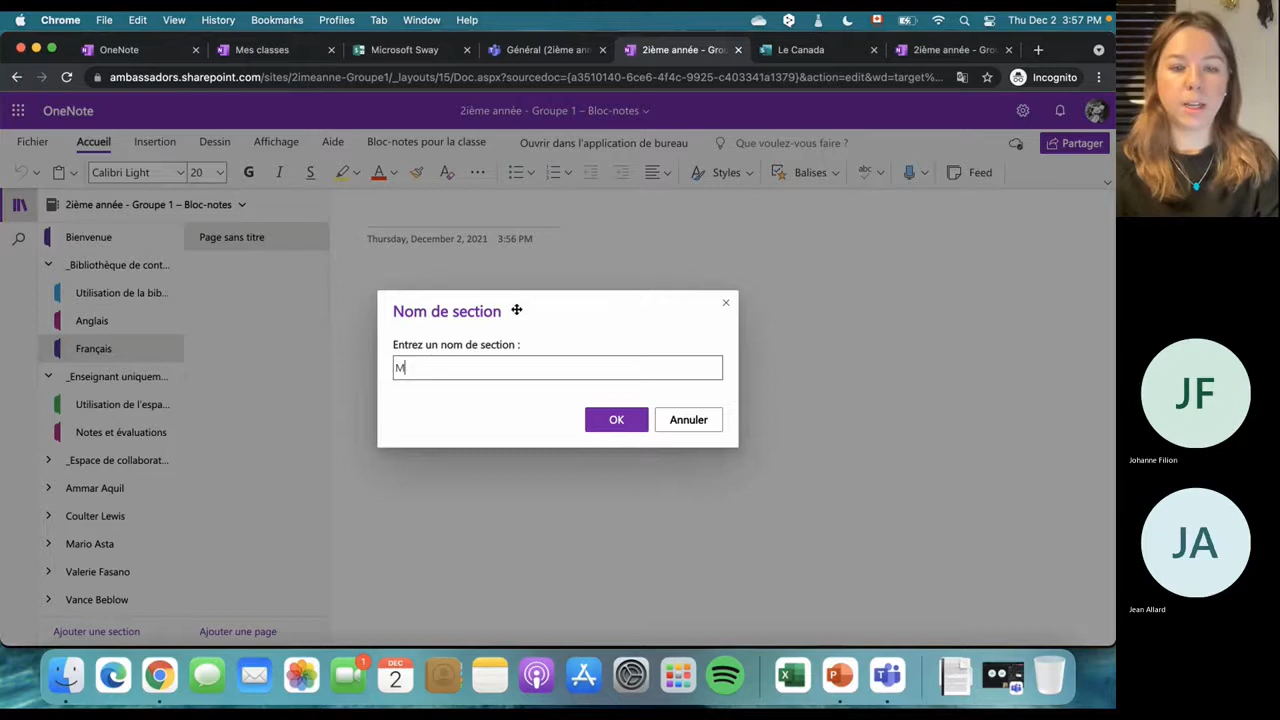 Chrome File Edit View History Bookmarks Profiles Tab Window Help Thu Dec 2 3:57 PM
OneNote Mes classes Microsoft Sway Général (2ième ann 2ième année - Grou Le Canada 2ième année - Grou
ambassadors.sharepoint.com/sites/2imeanne-Groupe1/_layouts/15/Doc.aspx?sourcedoc={a3510140-6ce6-4f4c-9925-c403341a1379}&action=edit&wd=target%... Incognito
OneNote 2ième année - Groupe 1 – Bloc-notes
Fichier Accueil Insertion Dessin Affichage Aide Bloc-notes pour la classe Ouvrir dans l'application de bureau Que voulez-vous faire ? Partager
Calibri Light 20 G I S A Styles Balises abc Feed
2ième année - Groupe 1 – Bloc-notes
Bienvenue Page sans titre
Thursday, December 2, 2021 3:56 PM
_Bibliothèque de cont...
Utilisation de la bib...
Anglais
Français
_Enseignant uniquem...
Utilisation de l'espa...
Notes et évaluations
_Espace de collaborat...
Ammar Aquil
Coulter Lewis
Mario Asta
Valerie Fasano
Vance Beblow
Ajouter une section Ajouter une page
Nom de section
Entrez un nom de section :
M
OK Annuler
JF
Johanne Filion
JA
Jean Allard
1
DEC
2